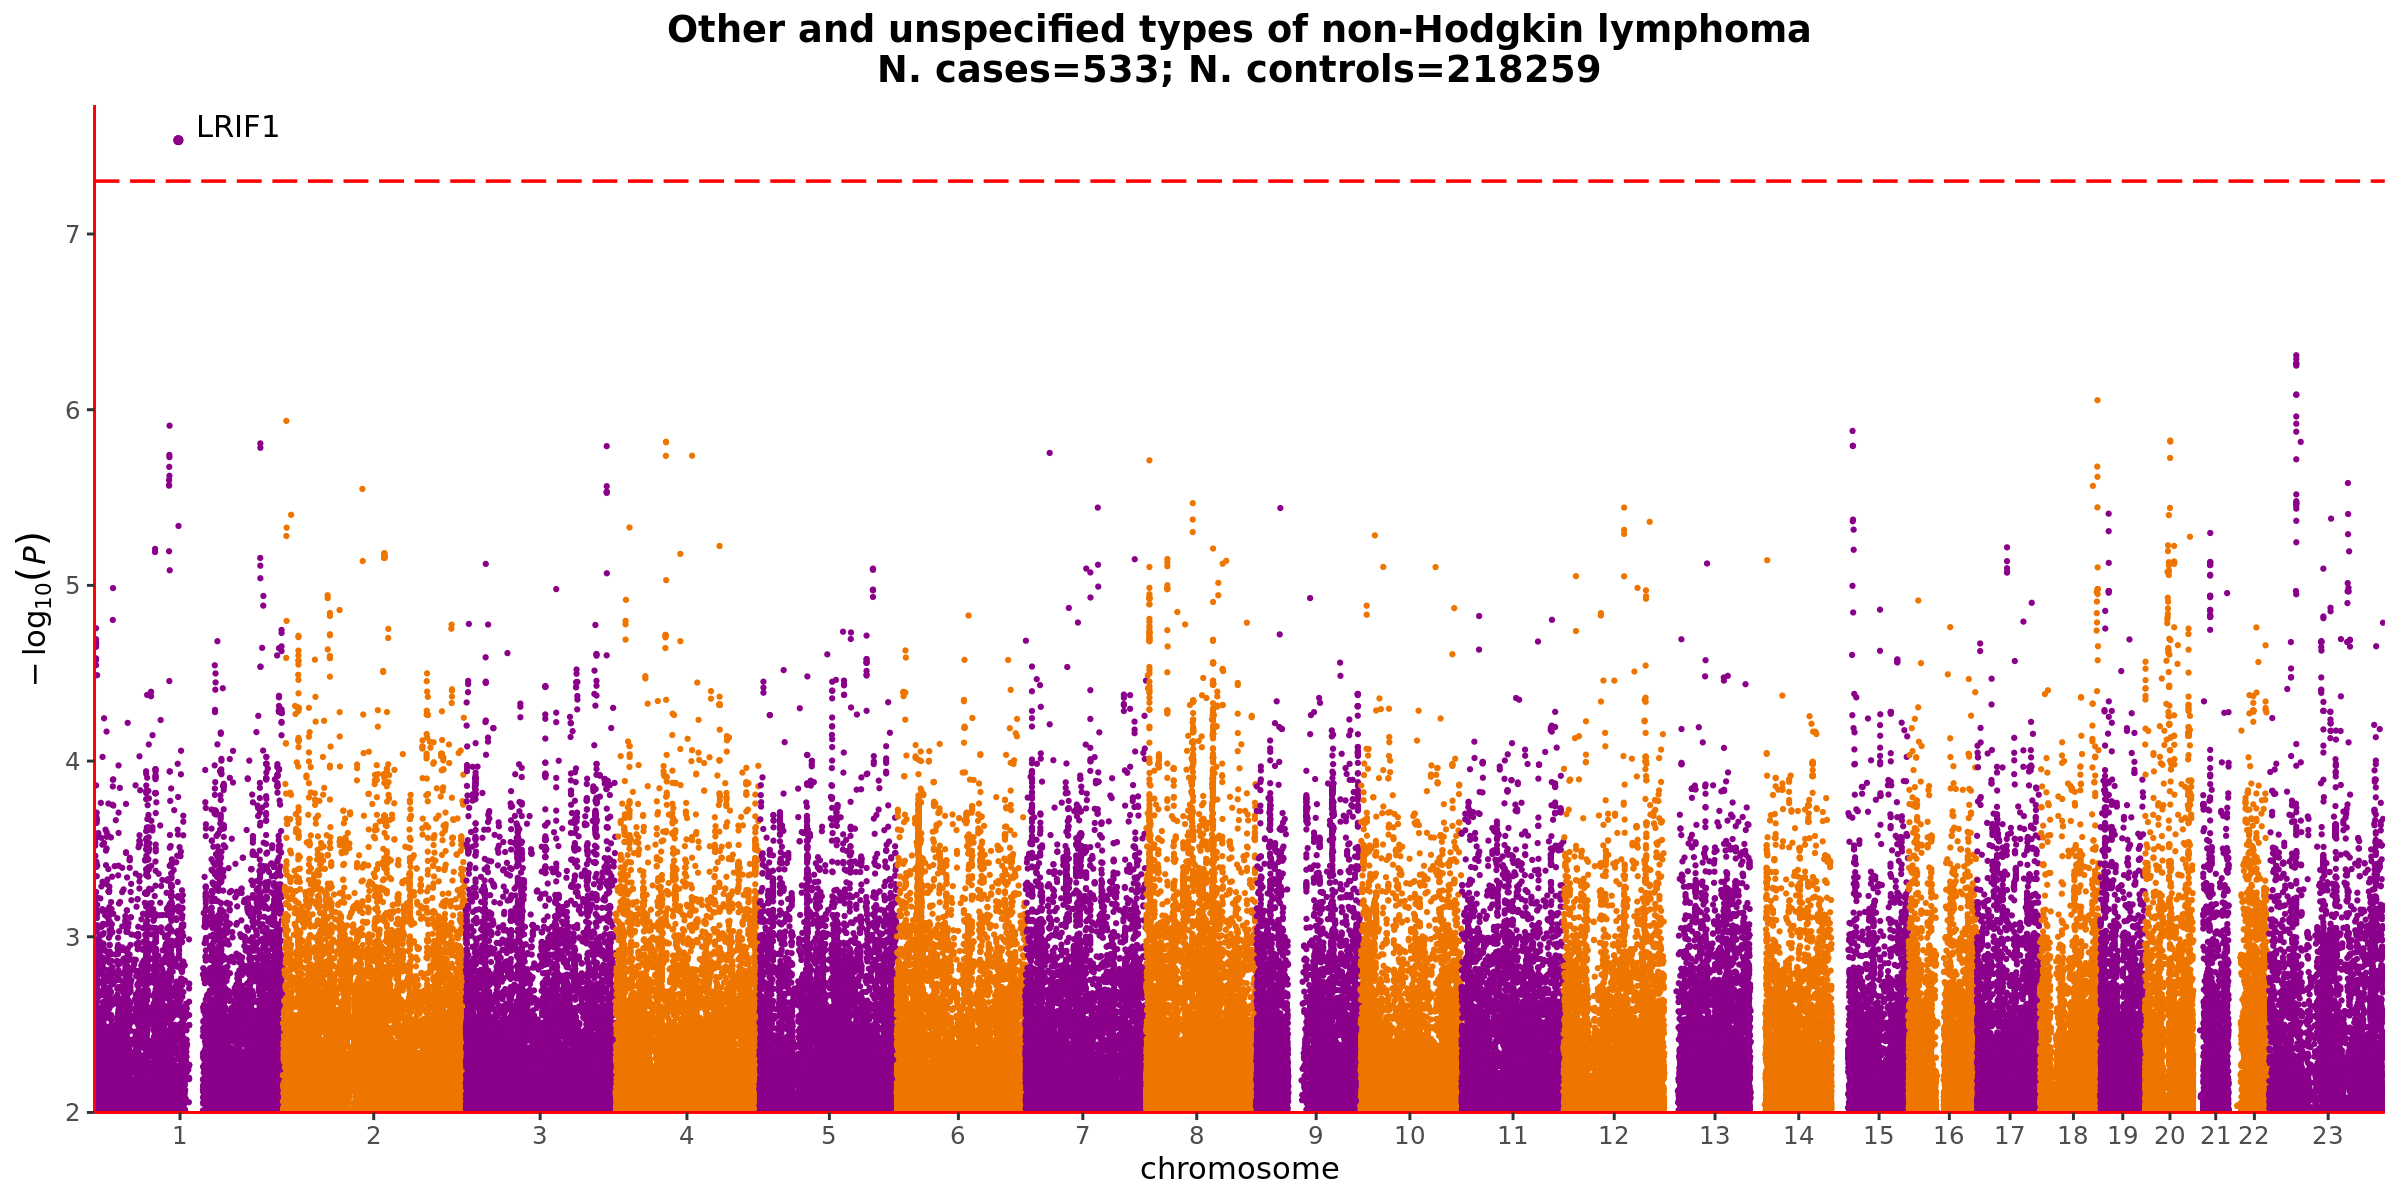 Other and unspecified types of non-Hodgkin lymphoma
N. cases=533; N. controls=218259
LRIF1
7
6
5
4
3
2
−log10(P)
1 2 3 4 5 6 7 8 9 10 11 12 13 14 15 16 17 18 19 20 21 22 23
chromosome